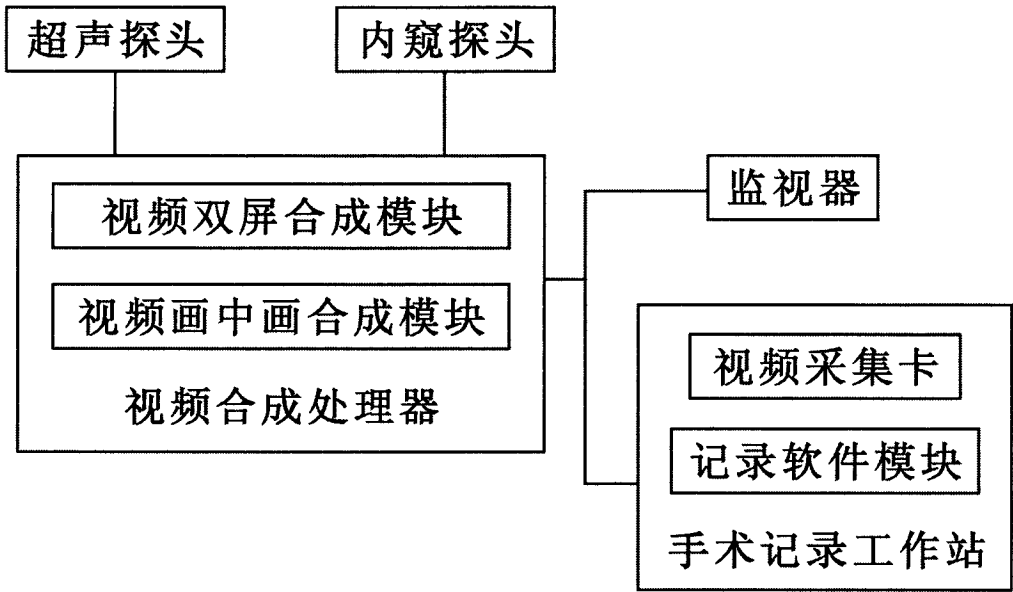 超声探头
内窥探头
视频双屏合成模块
视频画中画合成模块
视频合成处理器
监视器
视频采集卡
记录软件模块
手术记录工作站